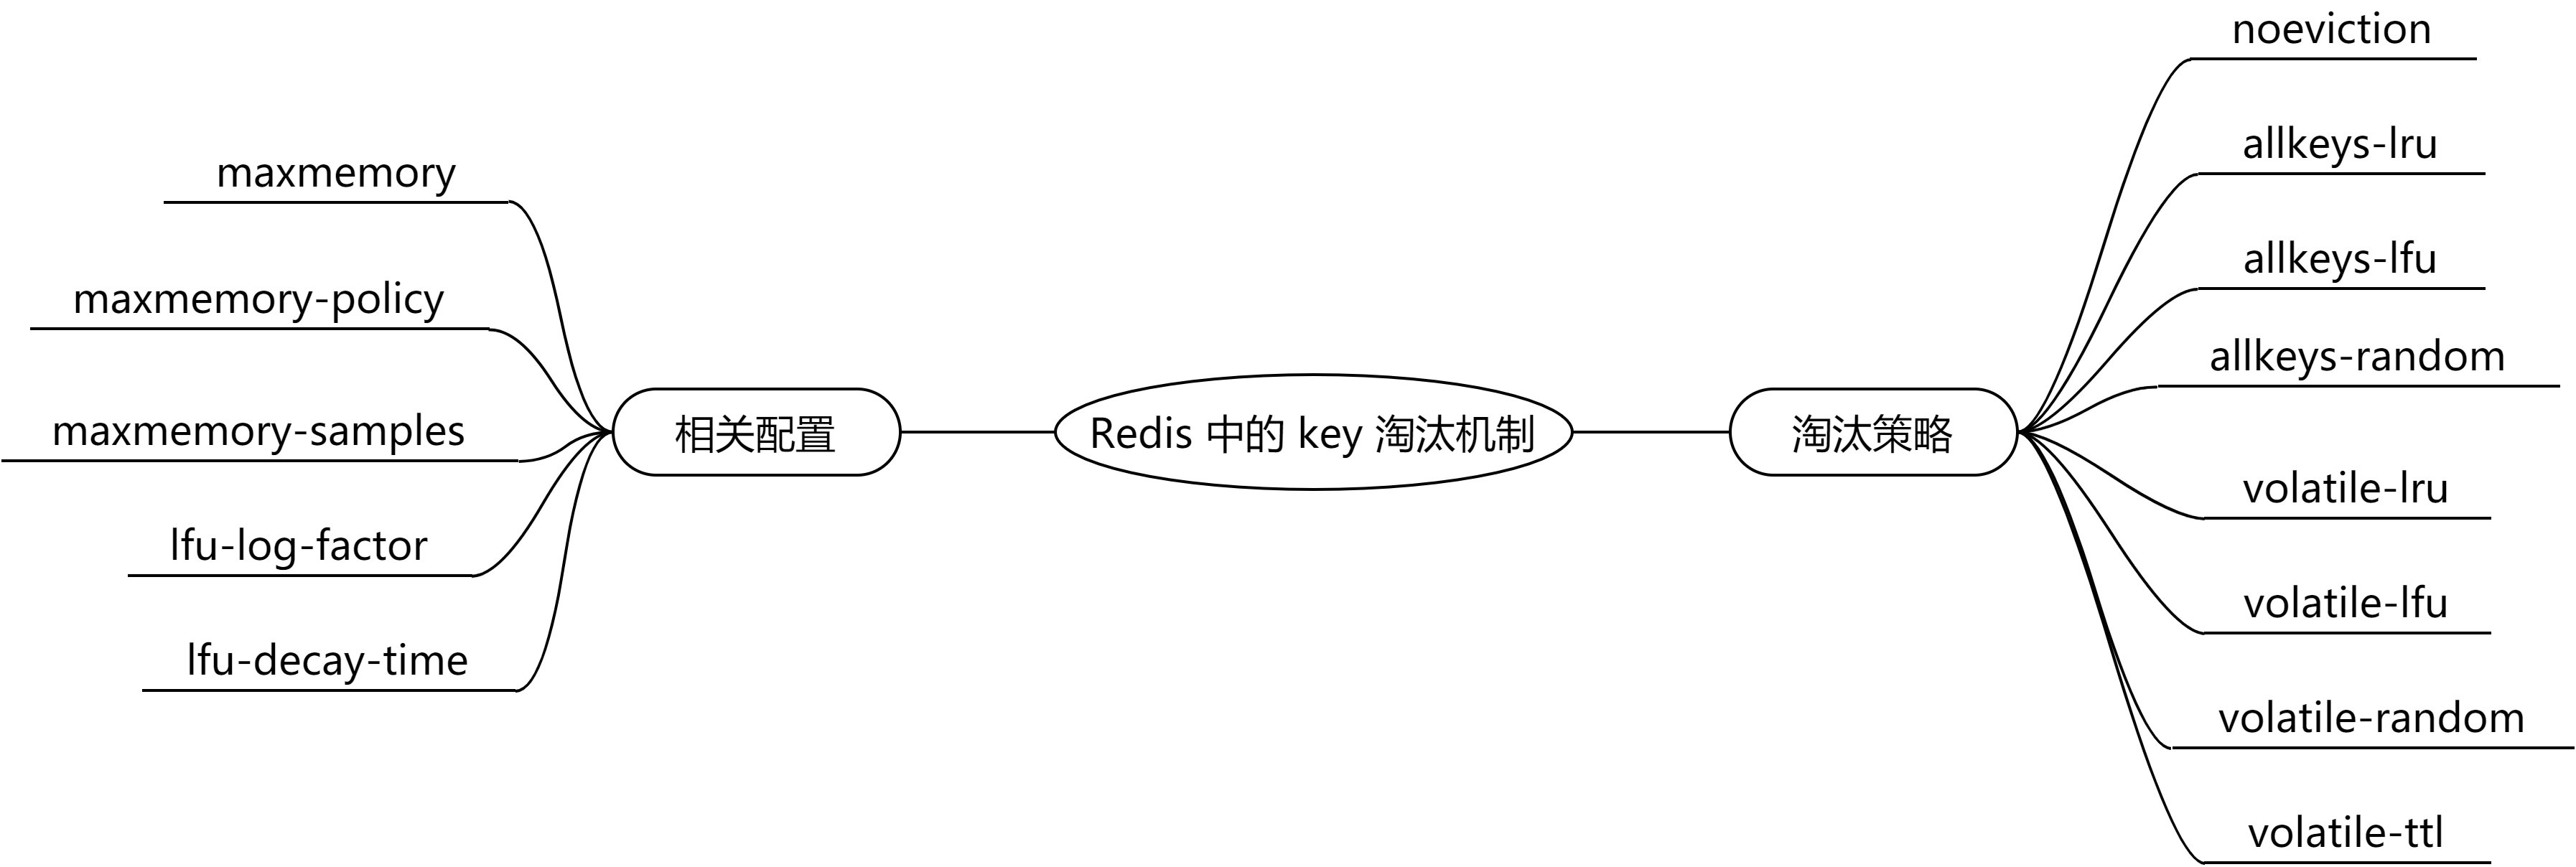 Redis 中的 key 淘汰机制
相关配置
maxmemory
maxmemory-policy
maxmemory-samples
lfu-log-factor
lfu-decay-time
淘汰策略
noeviction
allkeys-lru
allkeys-lfu
allkeys-random
volatile-lru
volatile-lfu
volatile-random
volatile-ttl